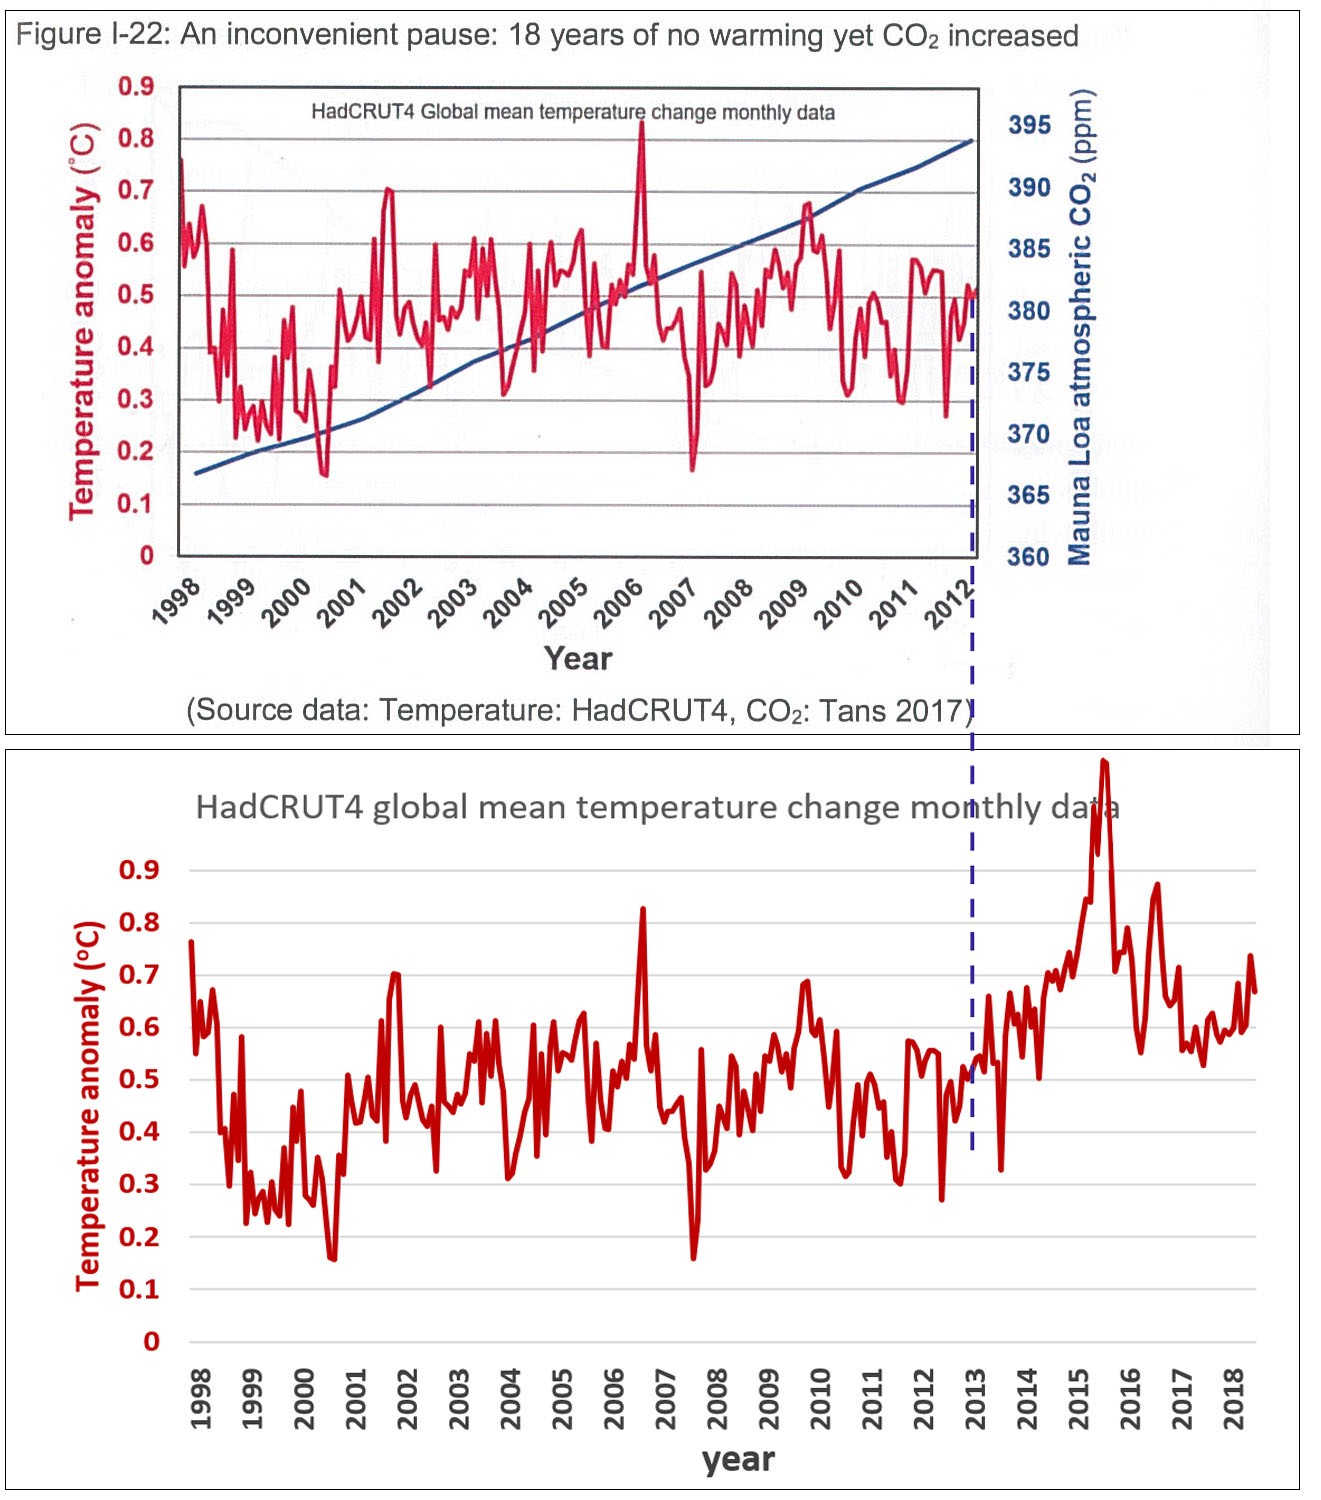 Figure I-22: An inconvenient pause: 18 years of no warming yet CO₂ increased
HadCRUT4 Global mean temperature change monthly data
Temperature anomaly (°C)
0.9
0.8
0.7
0.6
0.5
0.4
0.3
0.2
0.1
0
395
390
385
380
375
370
365
360
Mauna Loa atmospheric CO₂ (ppm)
1998 1999 2000 2001 2002 2003 2004 2005 2006 2007 2008 2009 2010 2011 2012
Year
(Source data: Temperature: HadCRUT4, CO₂: Tans 2017)
HadCRUT4 global mean temperature change monthly data
Temperature anomaly (ºC)
0.9
0.8
0.7
0.6
0.5
0.4
0.3
0.2
0.1
0
1998 1999 2000 2001 2002 2003 2004 2005 2006 2007 2008 2009 2010 2011 2012 2013 2014 2015 2016 2017 2018
year